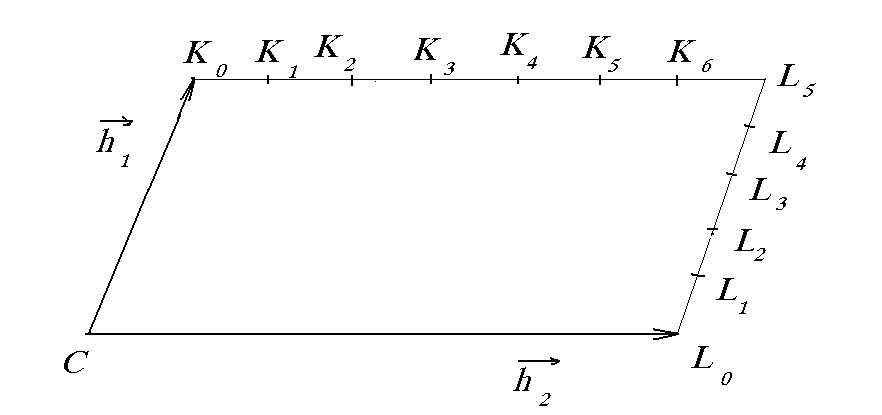 K₀ K₁ K₂ K₃ K₄ K₅ K₆ L₅
h₁ L₄
L₃
L₂
L₁
C h₂ L₀